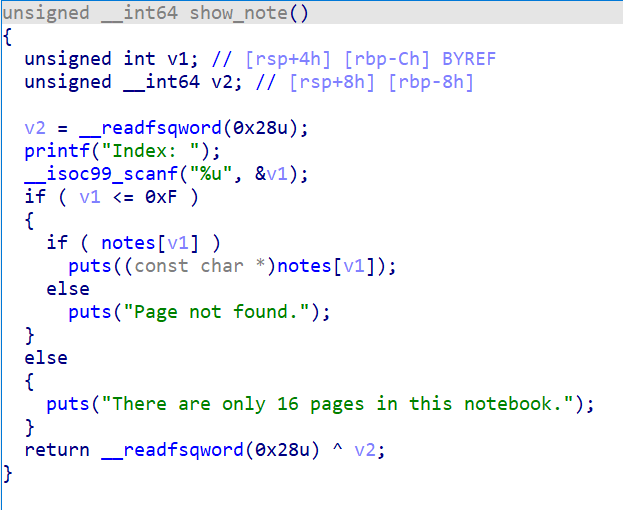 unsigned __int64 show_note()
{
  unsigned int v1; // [rsp+4h] [rbp-Ch] BYREF
  unsigned __int64 v2; // [rsp+8h] [rbp-8h]

  v2 = __readfsqword(0x28u);
  printf("Index: ");
  __isoc99_scanf("%u", &v1);
  if ( v1 <= 0xF )
  {
    if ( notes[v1] )
      puts((const char *)notes[v1]);
    else
      puts("Page not found.");
  }
  else
  {
    puts("There are only 16 pages in this notebook.");
  }
  return __readfsqword(0x28u) ^ v2;
}